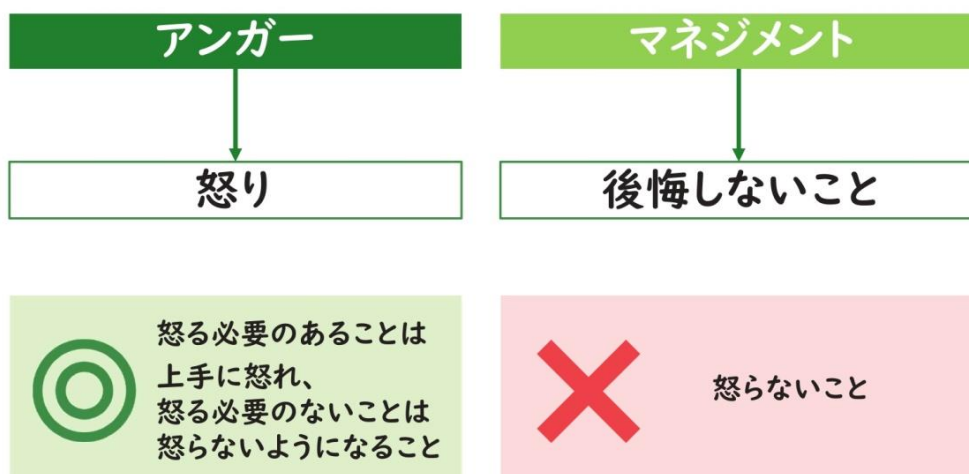 アンガー
マネジメント
怒り
後悔しないこと
怒る必要のあることは
上手に怒れ、
怒る必要のないことは
怒らないようになること
怒らないこと